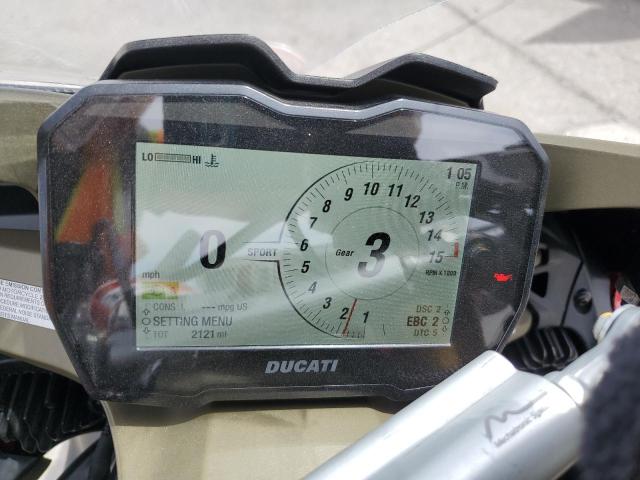 LO HI
1 05
P.M.
0
mph
SPORT
Gear
3
1
2
3
4
5
6
7
8
9
10
11
12
13
14
15
RPM X 1000
CONS 1 --- mpg US
SETTING MENU
TOT 2121 mi
DSC 2
EBC 2
DTC 5
DUCATI